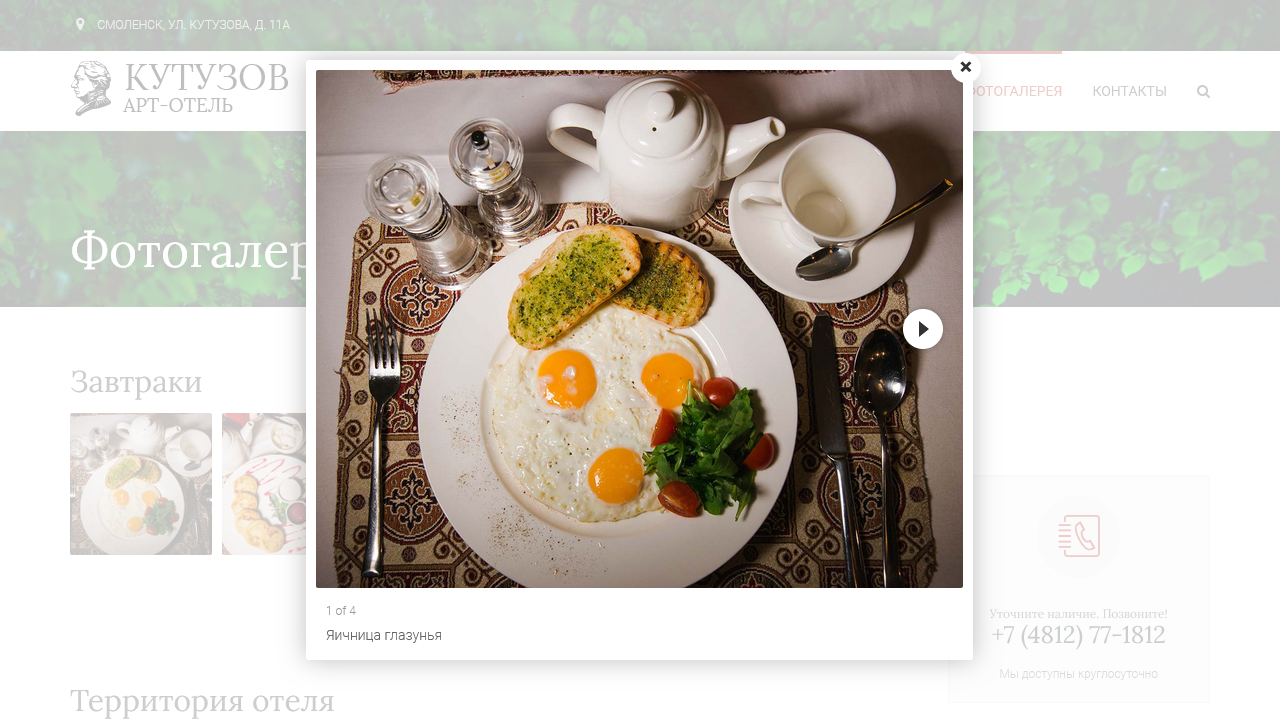 СМОЛЕНСК, УЛ. КУТУЗОВА, Д. 11А
КУТУЗОВ
АРТ-ОТЕЛЬ
ФОТОГАЛЕРЕЯ
КОНТАКТЫ
Фотогалер
Завтраки
1 of 4
Яичница глазунья
Уточните наличие. Позвоните!
+7 (4812) 77-1812
Мы доступны круглосуточно
Территория отеля